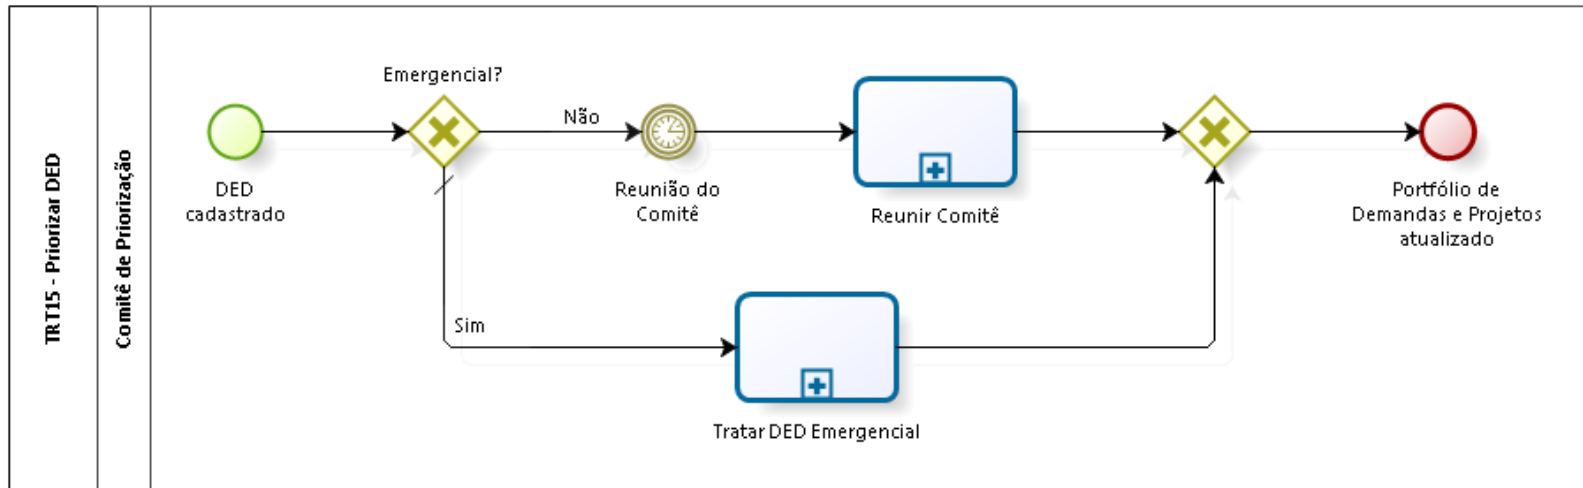 TRT15 - Priorizar DED
Comitê de Priorização
Emergencial?
Não
DED
cadastrado
Reunião do
Comitê
Reunir Comitê
Portfólio de
Demandas e Projetos
atualizado
Sim
Tratar DED Emergencial